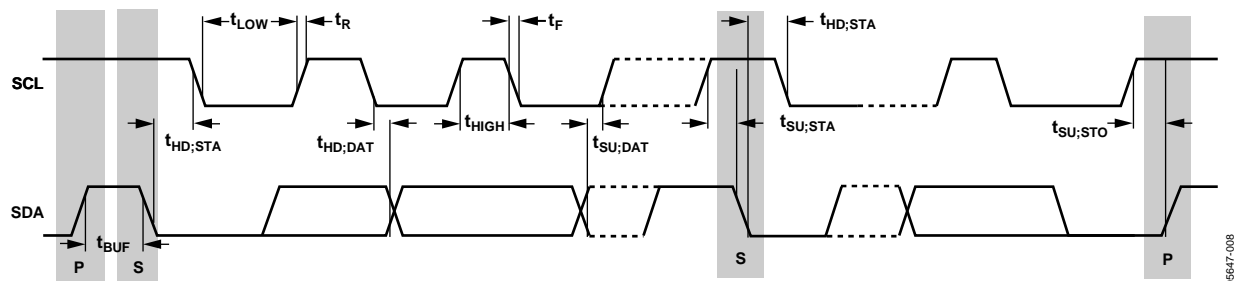 tLOW
tR
tF
tHD;STA
SCL
tHD;STA
tHD;DAT
tHIGH
tSU;DAT
tSU;STA
tSU;STO
SDA
tBUF
P
S
S
P
05647-008